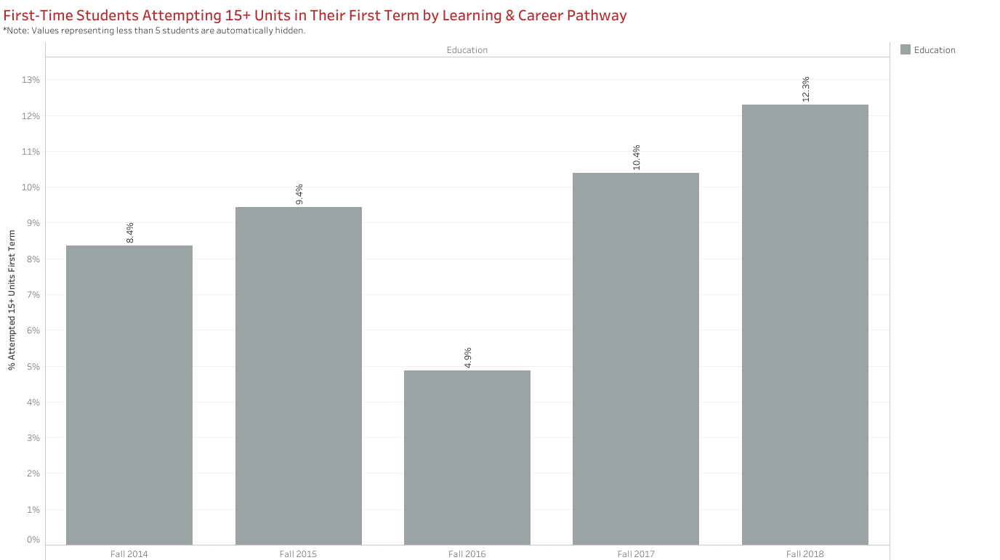 First-Time Students Attempting 15+ Units in Their First Term by Learning & Career Pathway
*Note: Values representing less than 5 students are automatically hidden.
Education
Education
% Attempted 15+ Units First Term
13%
12%
11%
10%
9%
8%
7%
6%
5%
4%
3%
2%
1%
0%
8.4%
9.4%
4.9%
10.4%
12.3%
Fall 2014
Fall 2015
Fall 2016
Fall 2017
Fall 2018